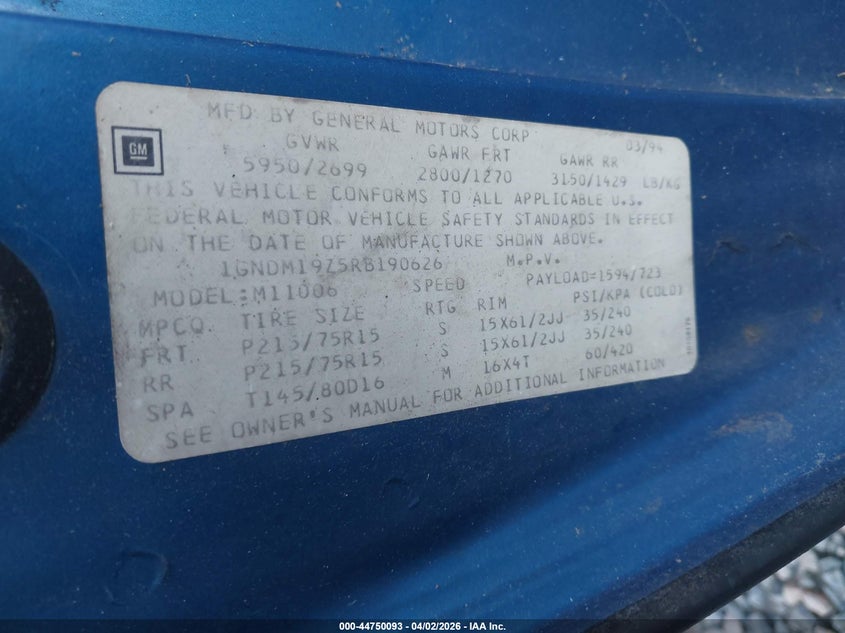 MFD BY GENERAL MOTORS CORP 03/94
GM
GVWR GAWR FRT GAWR RR
5950/2699 2800/1270 3150/1429 LB/KG
THIS VEHICLE CONFORMS TO ALL APPLICABLE U.S.
FEDERAL MOTOR VEHICLE SAFETY STANDARDS IN EFFECT
ON THE DATE OF MANUFACTURE SHOWN ABOVE.
1GNDM19Z5RB190626 M.P.V.
MODEL:M11006 SPEED PAYLOAD=1594/723
MPCQ. TIRE SIZE RTG RIM PSI/KPA (COLD)
FRT P215/75R15 S 15X61/2JJ 35/240
RR P215/75R15 S 15X61/2JJ 35/240
SPA T145/80D16 M 16X4T 60/420
SEE OWNER'S MANUAL FOR ADDITIONAL INFORMATION
000-44750093 04/02/2026 - IAA Inc.